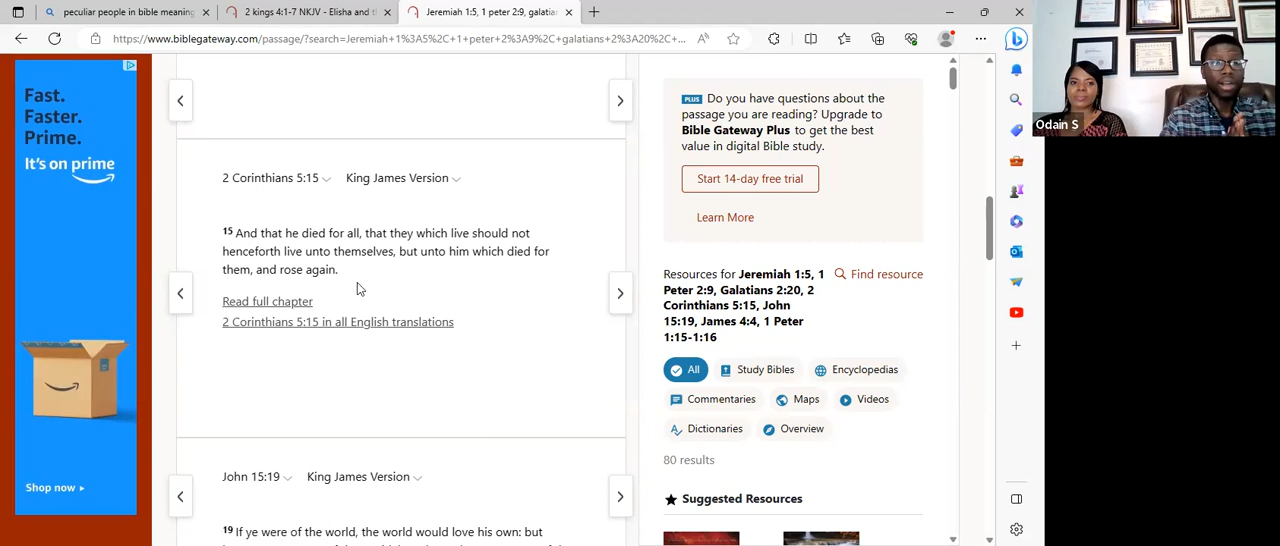 peculiar people in bible meaning
2 kings 4:1-7 NKJV - Elisha and th
Jeremiah 1:5, 1 peter 2:9, galatian
https://www.biblegateway.com/passage/?search=Jeremiah+1%3A5%2C+1+peter+2%3A9%2C+galatians+2%3A20%2C+...
Fast.
Faster.
Prime.
It's on prime
Shop now ▸
2 Corinthians 5:15
King James Version
15 And that he died for all, that they which live should not
henceforth live unto themselves, but unto him which died for
them, and rose again.
Read full chapter
2 Corinthians 5:15 in all English translations
John 15:19
King James Version
19 If ye were of the world, the world would love his own: but
PLUS Do you have questions about the
passage you are reading? Upgrade to
Bible Gateway Plus to get the best
value in digital Bible study.
Start 14-day free trial
Learn More
Resources for Jeremiah 1:5, 1
Peter 2:9, Galatians 2:20, 2
Corinthians 5:15, John
15:19, James 4:4, 1 Peter
1:15-1:16
Find resource
All
Study Bibles
Encyclopedias
Commentaries
Maps
Videos
Dictionaries
Overview
80 results
Suggested Resources
Odain S